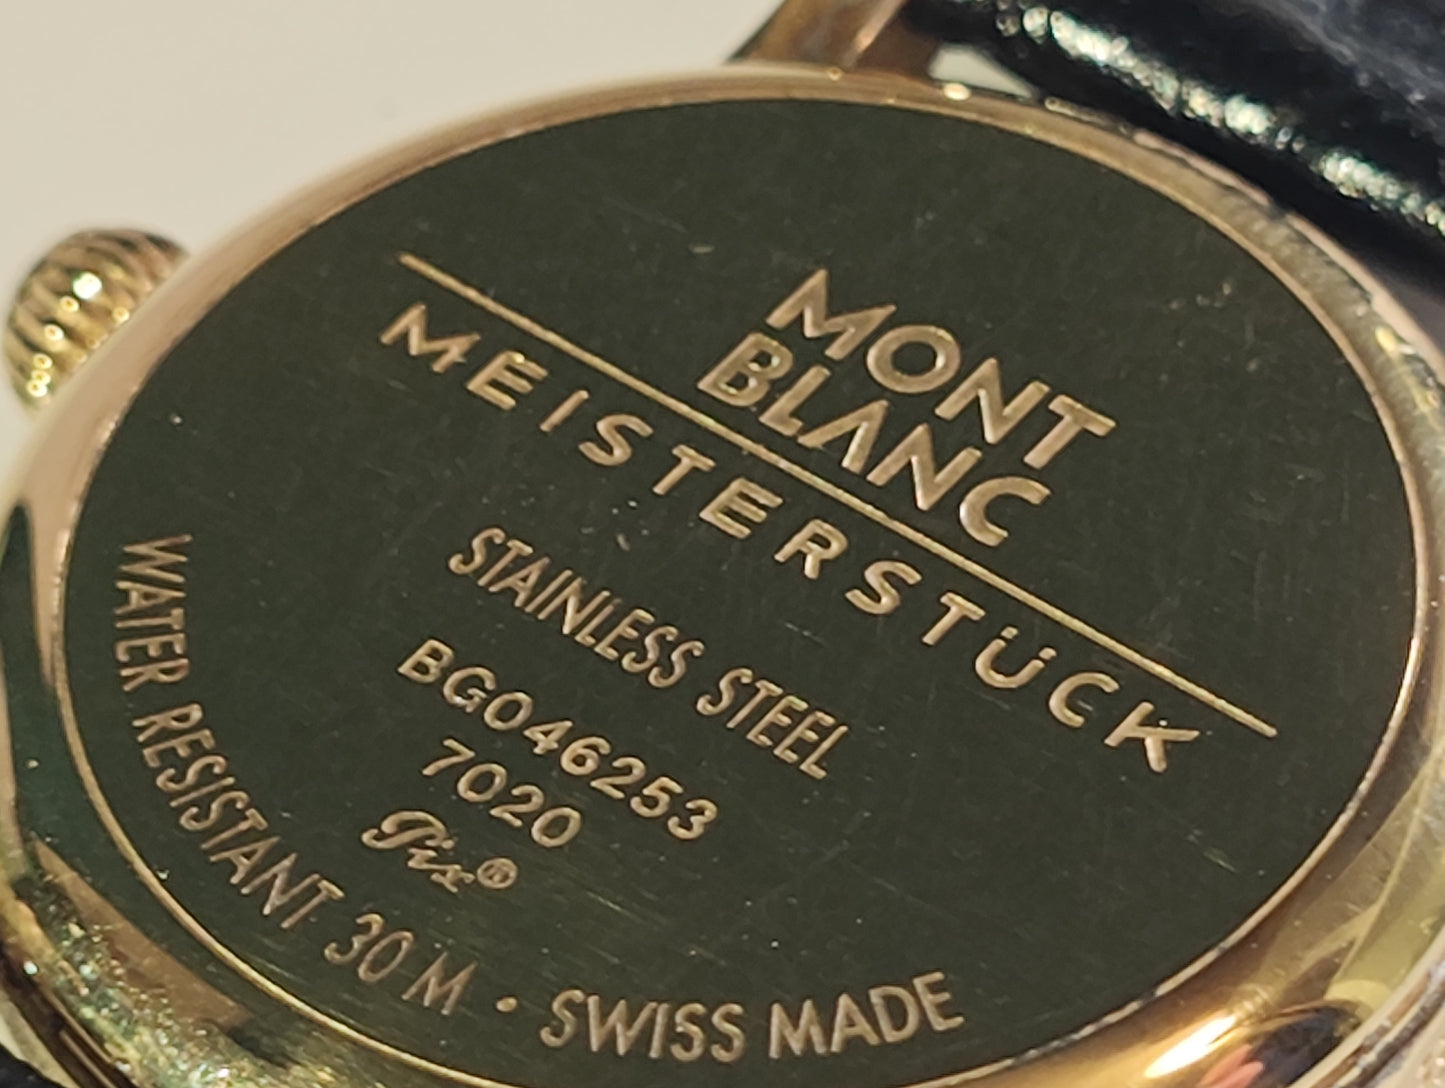 MONT
BLANC
MEISTERSTÜCK
STAINLESS STEEL
BG046253
7020
Pix®
WATER RESISTANT 30 M • SWISS MADE